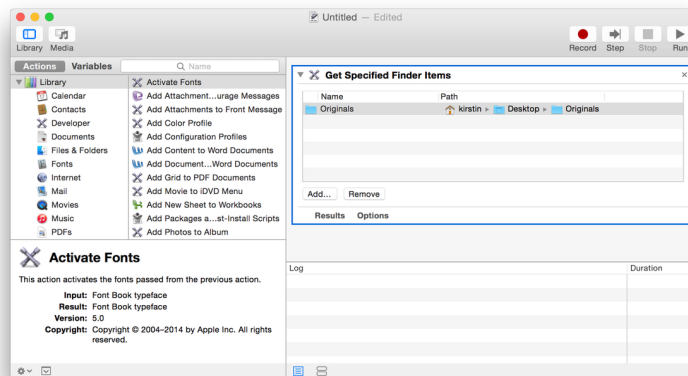 Untitled — Edited
Library Media
Record Step Stop Run
Actions Variables
Name
Library
Calendar
Contacts
Developer
Documents
Files & Folders
Fonts
Internet
Mail
Movies
Music
PDFs
Activate Fonts
Add Attachment...urage Messages
Add Attachments to Front Message
Add Color Profile
Add Configuration Profiles
Add Content to Word Documents
Add Document...Word Documents
Add Grid to PDF Documents
Add Movie to iDVD Menu
Add New Sheet to Workbooks
Add Packages a...st-Install Scripts
Add Photos to Album
Get Specified Finder Items
Name Path
Originals kirstin ▸ Desktop ▸ Originals
Add... Remove
Results Options
Activate Fonts
This action activates the fonts passed from the previous action.
Input: Font Book typeface
Result: Font Book typeface
Version: 5.0
Copyright: Copyright © 2004–2014 by Apple Inc. All rights
reserved.
Log Duration